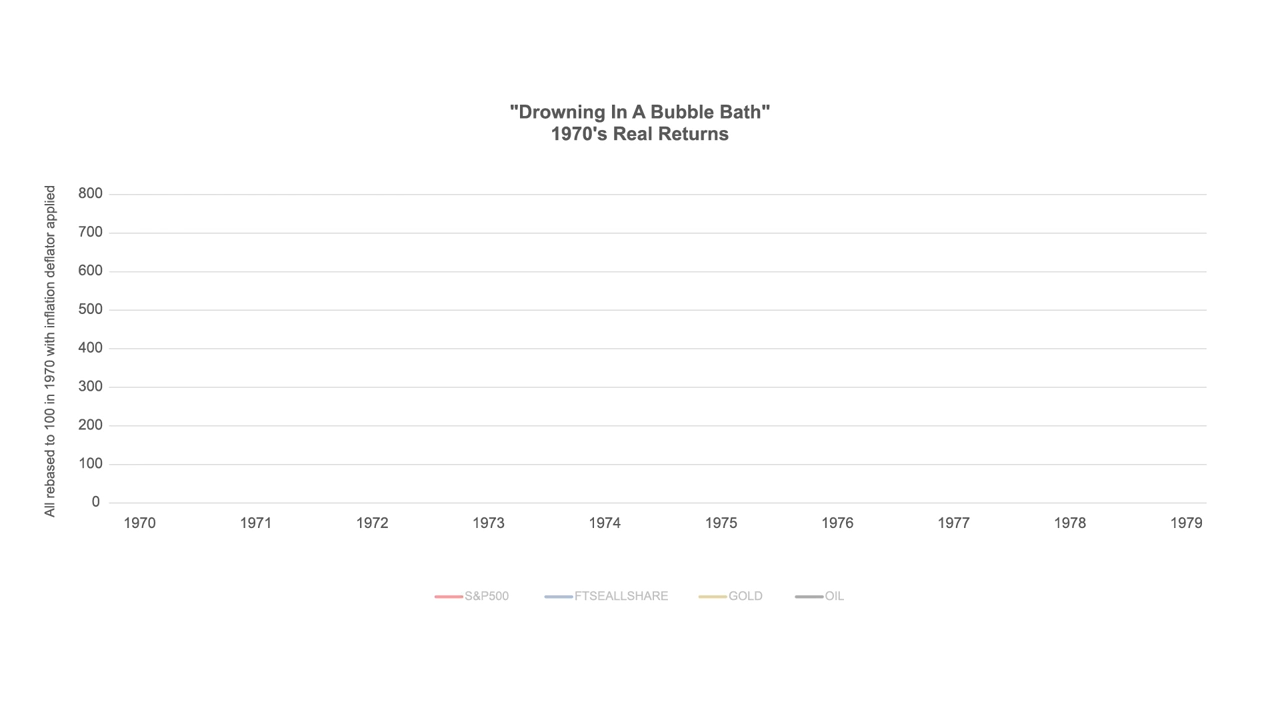 "Drowning In A Bubble Bath"
1970's Real Returns
All rebased to 100 in 1970 with inflation deflator applied
800
700
600
500
400
300
200
100
0
1970 1971 1972 1973 1974 1975 1976 1977 1978 1979
S&P500 FTSEALLSHARE GOLD OIL